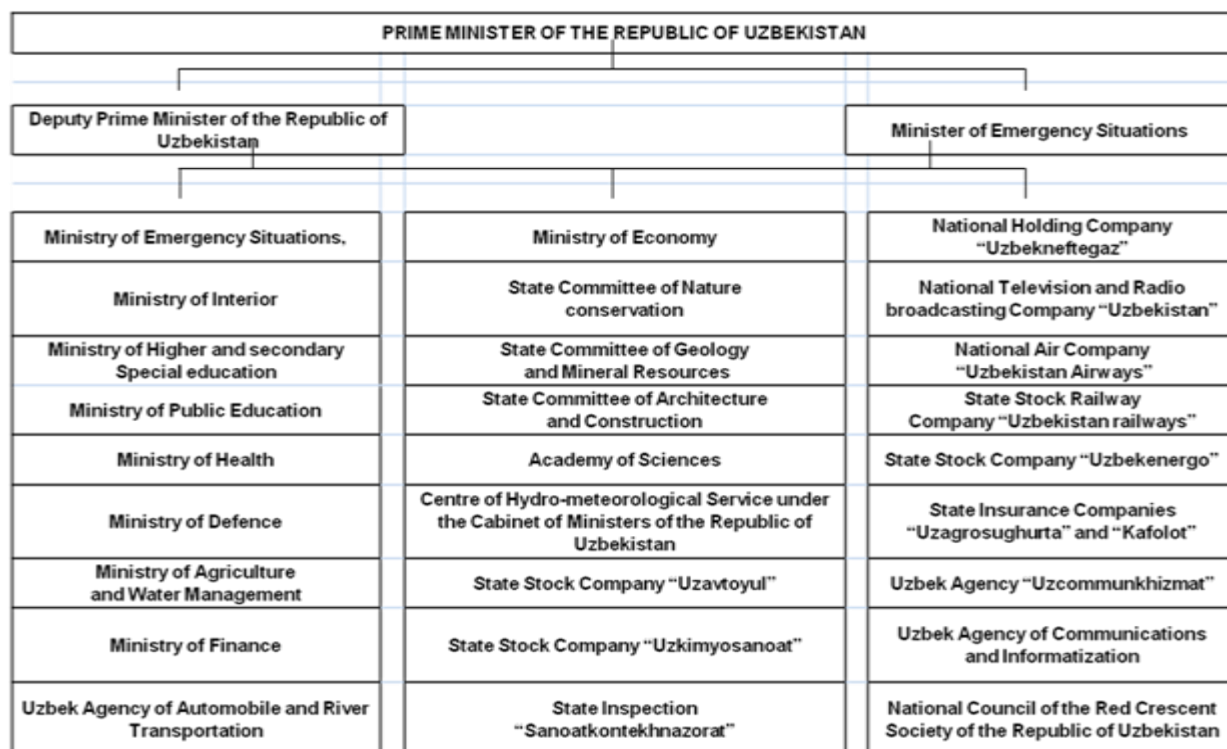 PRIME MINISTER OF THE REPUBLIC OF UZBEKISTAN
Deputy Prime Minister of the Republic of
Uzbekistan
Minister of Emergency Situations
Ministry of Emergency Situations,
Ministry of Economy
National Holding Company
“Uzbekneftegaz”
Ministry of Interior
State Committee of Nature
conservation
National Television and Radio
broadcasting Company “Uzbekistan”
Ministry of Higher and secondary
Special education
State Committee of Geology
and Mineral Resources
National Air Company
“Uzbekistan Airways”
Ministry of Public Education
State Committee of Architecture
and Construction
State Stock Railway
Company “Uzbekistan railways”
Ministry of Health
Academy of Sciences
State Stock Company “Uzbekenergo”
Ministry of Defence
Centre of Hydro-meteorological Service under
the Cabinet of Ministers of the Republic of
Uzbekistan
State Insurance Companies
“Uzagrosughurta” and “Kafolot”
Ministry of Agriculture
and Water Management
State Stock Company “Uzavtoyul”
Uzbek Agency “Uzcommunkhizmat”
Ministry of Finance
State Stock Company “Uzkimyosanoat”
Uzbek Agency of Communications
and Informatization
Uzbek Agency of Automobile and River
Transportation
State Inspection
“Sanoatkontekhnazorat”
National Council of the Red Crescent
Society of the Republic of Uzbekistan